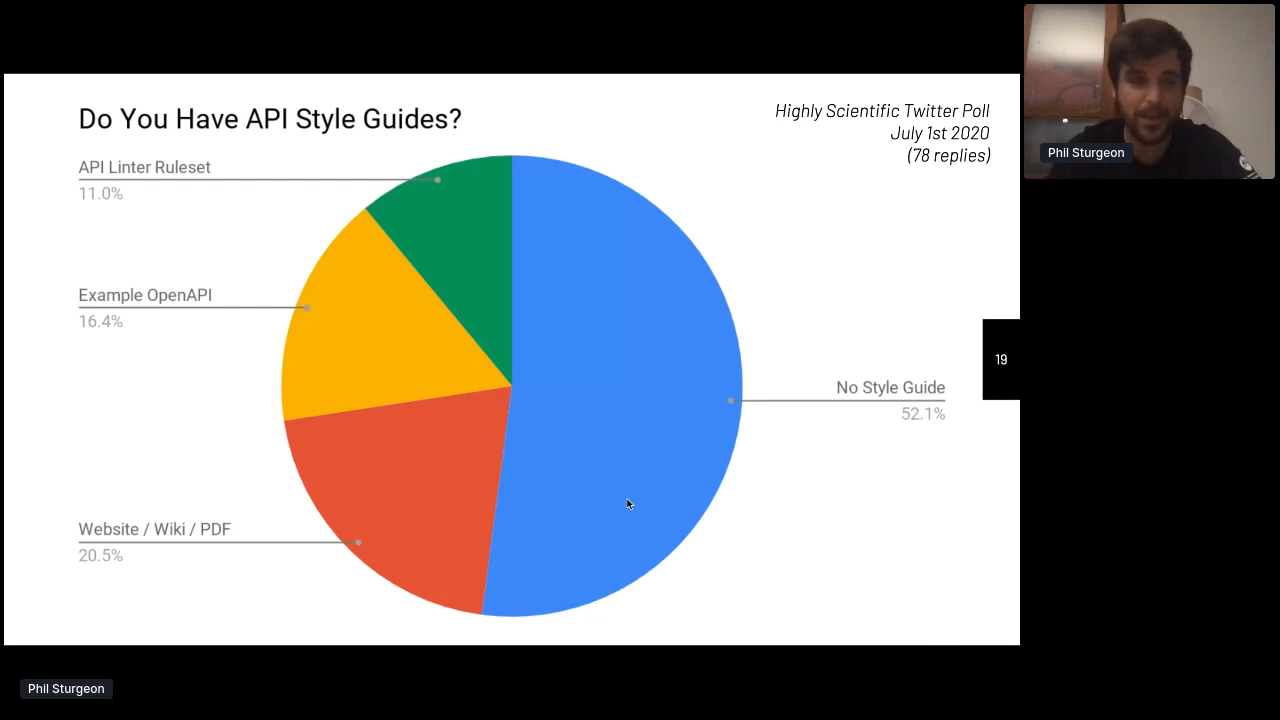 Do You Have API Style Guides?
Highly Scientific Twitter Poll
July 1st 2020
(78 replies)
API Linter Ruleset
11.0%
Example OpenAPI
16.4%
Website / Wiki / PDF
20.5%
No Style Guide
52.1%
19
Phil Sturgeon
Phil Sturgeon